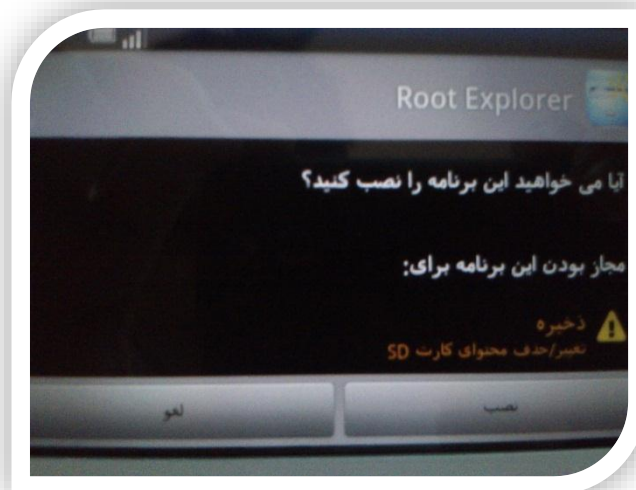 Root Explorer
آیا می خواهید این برنامه را نصب کنید؟
مجاز بودن این برنامه برای:
ذخیره
تغییر/حذف محتوای کارت SD
نصب
لغو